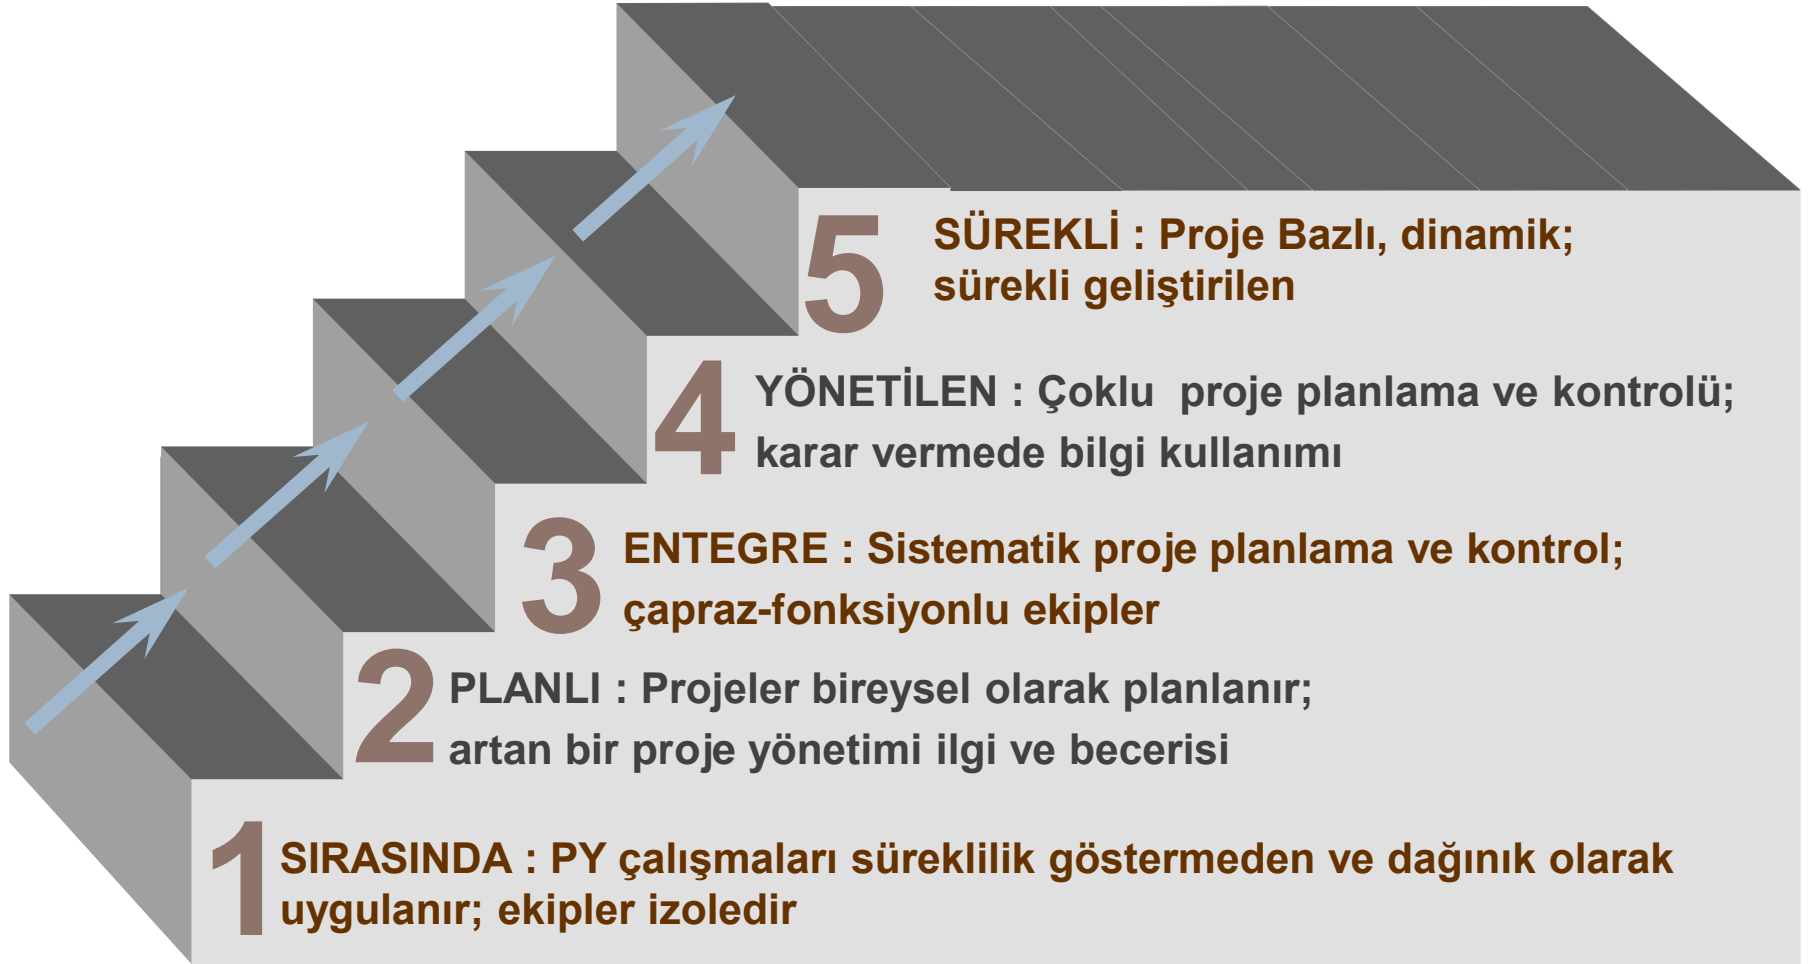 5
SÜREKLİ : Proje Bazlı, dinamik;
sürekli geliştirilen
4
YÖNETİLEN : Çoklu  proje planlama ve kontrolü;
karar vermede bilgi kullanımı
3
ENTEGRE : Sistematik proje planlama ve kontrol;
çapraz-fonksiyonlu ekipler
2
PLANLI : Projeler bireysel olarak planlanır;
artan bir proje yönetimi ilgi ve becerisi
1
SIRASINDA : PY çalışmaları süreklilik göstermeden ve dağınık olarak
uygulanır; ekipler izoledir